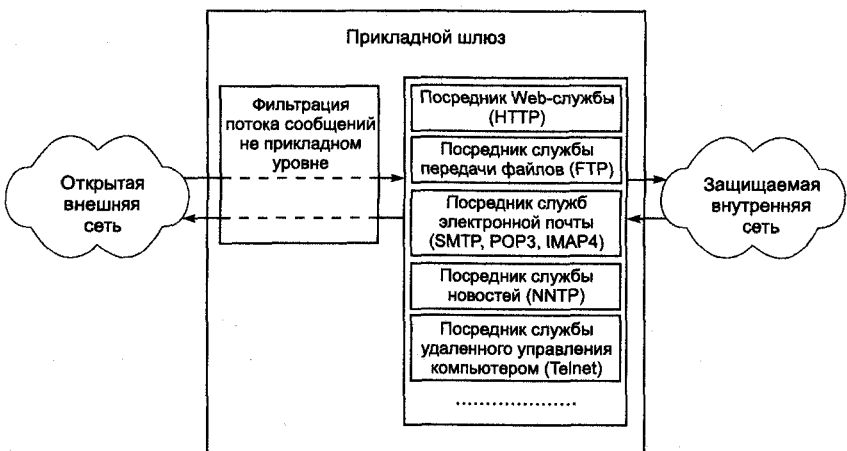 Прикладной шлюз
Фильтрация
потока сообщений
не прикладном
уровне
Посредник Web-службы
(HTTP)
Посредник службы
передачи файлов (FTP)
Посредник служб
электронной почты
(SMTP, POP3, IMAP4)
Посредник службы
новостей (NNTP)
Посредник службы
удаленного управления
компьютером (Telnet)
....................
Открытая
внешняя
сеть
Защищаемая
внутренняя
сеть